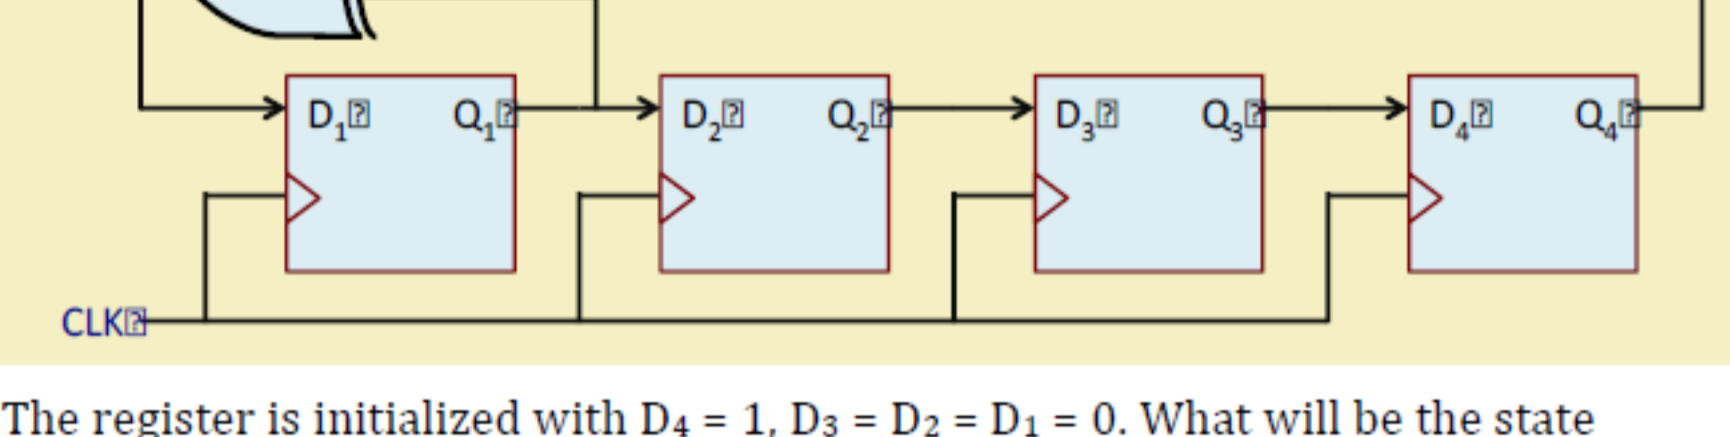 D₁ Q₁ D₂ Q₂ D₃ Q₃ D₄ Q₄
CLK
The register is initialized with D₄ = 1, D₃ = D₂ = D₁ = 0. What will be the state